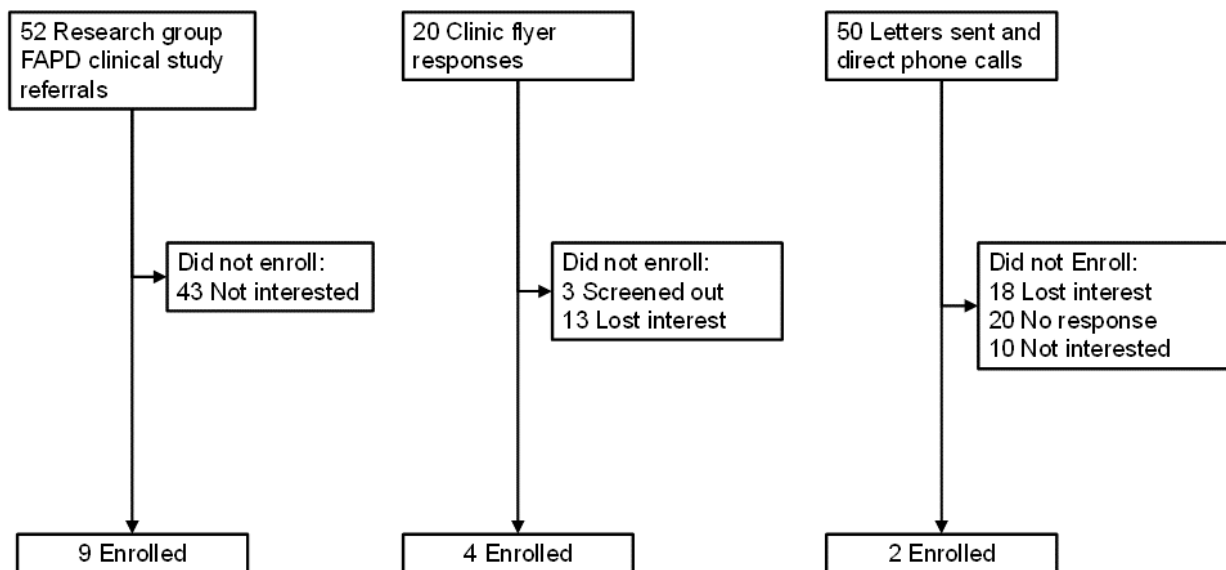 52 Research group
FAPD clinical study
referrals
20 Clinic flyer
responses
50 Letters sent and
direct phone calls
Did not enroll:
43 Not interested
Did not enroll:
3 Screened out
13 Lost interest
Did not Enroll:
18 Lost interest
20 No response
10 Not interested
9 Enrolled
4 Enrolled
2 Enrolled